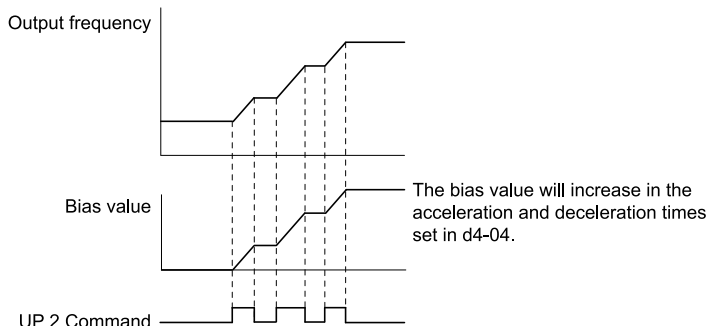 Output frequency
Bias value
The bias value will increase in the
acceleration and deceleration times
set in d4-04.
UP 2 Command